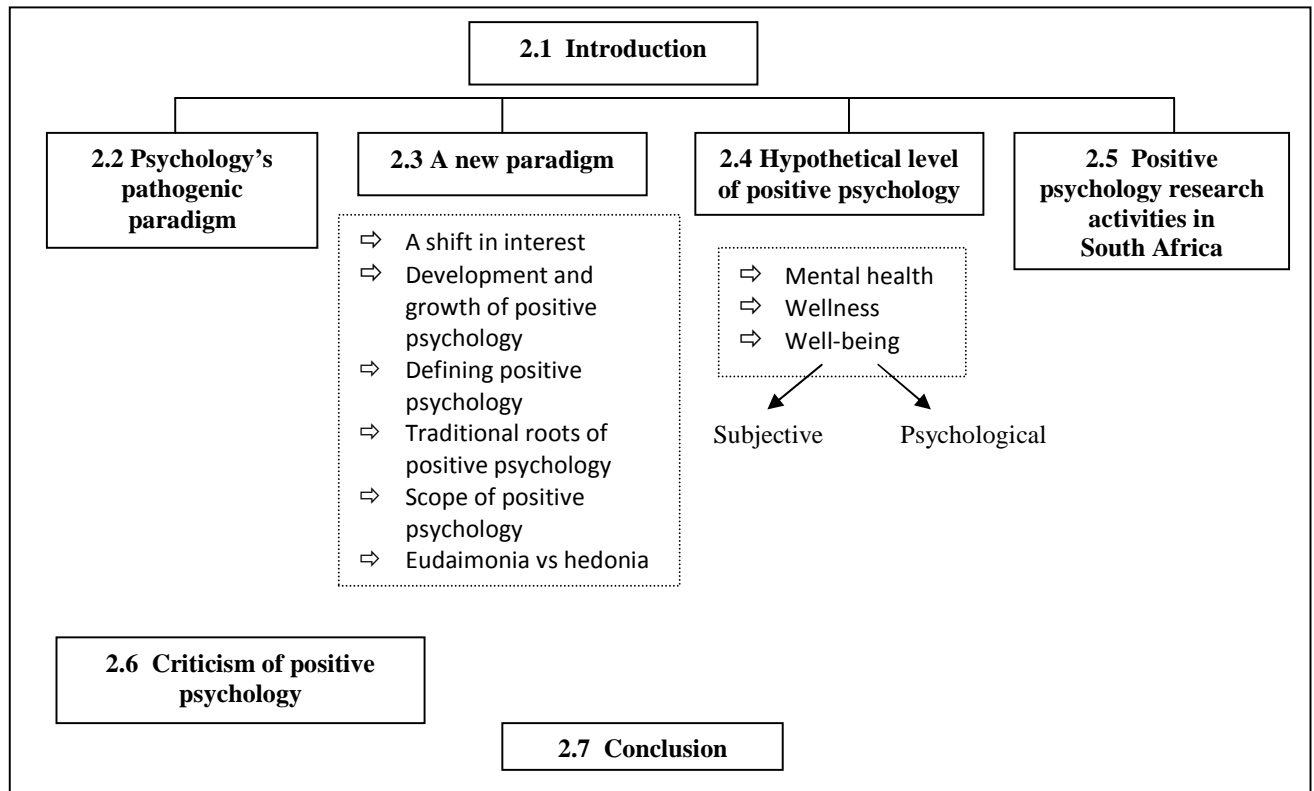 2.1 Introduction
2.2 Psychology's
pathogenic
paradigm
2.3 A new paradigm
⇨ A shift in interest
⇨ Development and
growth of positive
psychology
⇨ Defining positive
psychology
⇨ Traditional roots of
positive psychology
⇨ Scope of positive
psychology
⇨ Eudaimonia vs hedonia
2.4 Hypothetical level
of positive psychology
⇨ Mental health
⇨ Wellness
⇨ Well-being
Subjective
Psychological
2.5 Positive
psychology research
activities in
South Africa
2.6 Criticism of positive
psychology
2.7 Conclusion